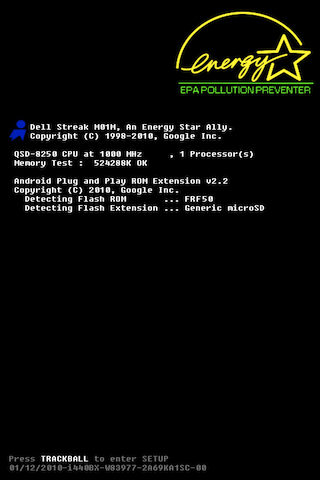 energy
EPA POLLUTION PREVENTER
Dell Streak M01M, An Energy Star Ally.
Copyright (C) 1998-2010, Google Inc.
QSD-8250 CPU at 1000 MHz , 1 Processor(s)
Memory Test : 524288K OK
Android Plug and Play ROM Extension v2.2
Copyright (C) 2010, Google Inc.
Detecting Flash ROM ... FRF50
Detecting Flash Extension ... Generic microSD
Press TRACKBALL to enter SETUP
01/12/2010-i440BX-W83977-2A69KA1SC-00